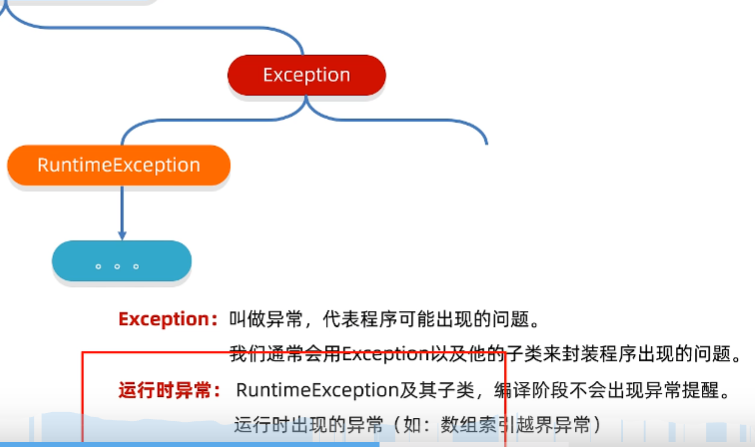 Exception
RuntimeException
。。。
Exception：叫做异常，代表程序可能出现的问题。
我们通常会用Exception以及他的子类来封装程序出现的问题。
运行时异常： RuntimeException及其子类，编译阶段不会出现异常提醒。
运行时出现的异常（如：数组索引越界异常）